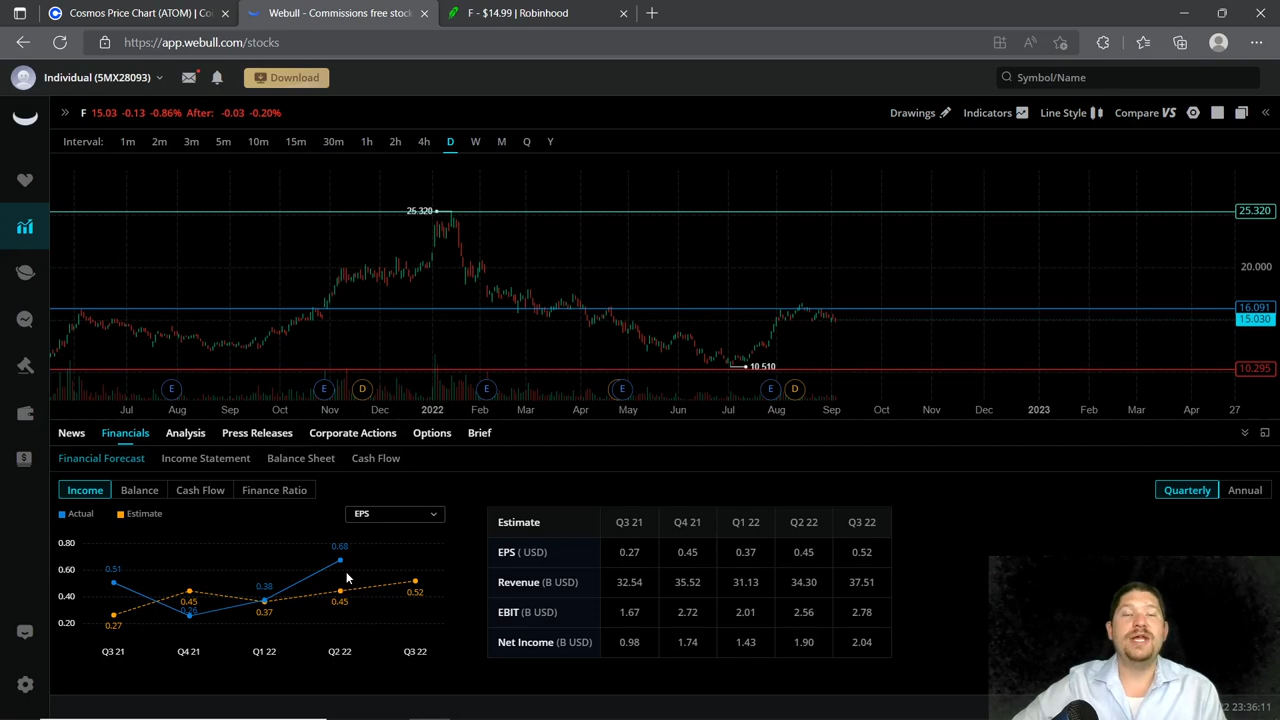 Cosmos Price Chart (ATOM) | Co
Webull - Commissions free stock
F - $14.99 | Robinhood
https://app.webull.com/stocks
Individual (5MX28093)
Download
Symbol/Name
F 15.03 -0.13 -0.86% After: -0.03 -0.20%
Drawings
Indicators
Line Style
Compare VS
Interval: 1m 2m 3m 5m 10m 15m 30m 1h 2h 4h D W M Q Y
25.320
25.320
20.000
16.091
15.030
10.510
10.295
E E D E E E D
Jul Aug Sep Oct Nov Dec 2022 Feb Mar Apr May Jun Jul Aug Sep Oct Nov Dec 2023 Feb Mar Apr 27
News Financials Analysis Press Releases Corporate Actions Options Brief
Financial Forecast Income Statement Balance Sheet Cash Flow
Income Balance Cash Flow Finance Ratio
Quarterly Annual
Actual Estimate
EPS
0.80
0.60
0.40
0.20
0.51
0.27
0.45
0.26
0.38
0.37
0.68
0.45
0.52
Q3 21 Q4 21 Q1 22 Q2 22 Q3 22
Estimate Q3 21 Q4 21 Q1 22 Q2 22 Q3 22
EPS ( USD) 0.27 0.45 0.37 0.45 0.52
Revenue (B USD) 32.54 35.52 31.13 34.30 37.51
EBIT (B USD) 1.67 2.72 2.01 2.56 2.78
Net Income (B USD) 0.98 1.74 1.43 1.90 2.04
2 23:36:11